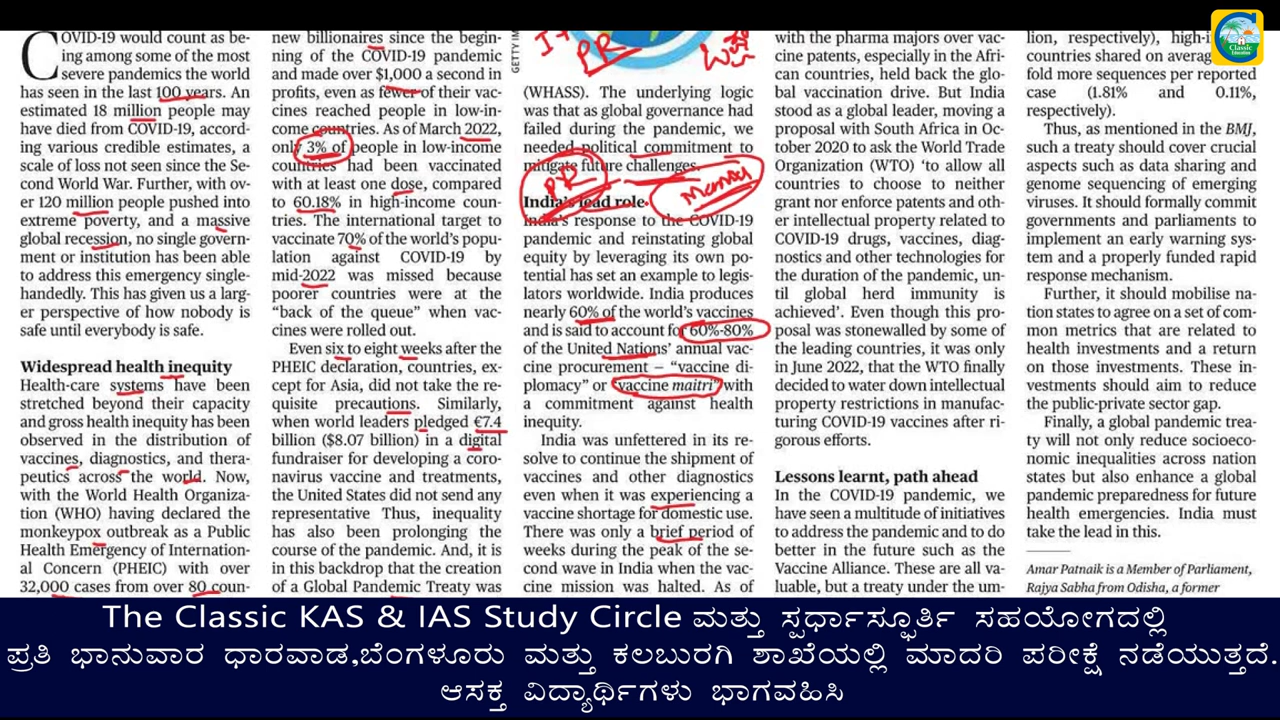 COVID-19 would count as be-
ing among some of the most
severe pandemics the world
has seen in the last 100 years. An
estimated 18 million people may
have died from COVID-19, accord-
ing various credible estimates, a
scale of loss not seen since the Se-
cond World War. Further, with ov-
er 120 million people pushed into
extreme poverty, and a massive
global recession, no single govern-
ment or institution has been able
to address this emergency single-
handedly. This has given us a larg-
er perspective of how nobody is
safe until everybody is safe.
Widespread health inequity
Health-care systems have been
stretched beyond their capacity
and gross health inequity has been
observed in the distribution of
vaccines, diagnostics, and thera-
peutics across the world. Now,
with the World Health Organiza-
tion (WHO) having declared the
monkeypox outbreak as a Public
Health Emergency of Internation-
al Concern (PHEIC) with over
32,000 cases from over 80 coun-
new billionaires since the begin-
ning of the COVID-19 pandemic
and made over $1,000 a second in
profits, even as fewer of their vac-
cines reached people in low-in-
come countries. As of March 2022,
only 3% of people in low-income
countries had been vaccinated
with at least one dose, compared
to 60.18% in high-income coun-
tries. The international target to
vaccinate 70% of the world's popu-
lation against COVID-19 by
mid-2022 was missed because
poorer countries were at the
"back of the queue" when vac-
cines were rolled out.
Even six to eight weeks after the
PHEIC declaration, countries, ex-
cept for Asia, did not take the re-
quisite precautions. Similarly,
when world leaders pledged €7.4
billion ($8.07 billion) in a digital
fundraiser for developing a coro-
navirus vaccine and treatments,
the United States did not send any
representative Thus, inequality
has also been prolonging the
course of the pandemic. And, it is
in this backdrop that the creation
of a Global Pandemic Treaty was
GETTY IM
PR
(WHASS). The underlying logic
was that as global governance had
failed during the pandemic, we
needed political commitment to
mitigate future challenges.
PR
India's lead role.
India's response to the COVID-19
pandemic and reinstating global
equity by leveraging its own po-
tential has set an example to legis-
lators worldwide. India produces
nearly 60% of the world's vaccines
and is said to account for 60%-80%
of the United Nations' annual vac-
cine procurement – "vaccine di-
plomacy" or "vaccine maitri" with
a commitment against health
inequity.
India was unfettered in its re-
solve to continue the shipment of
vaccines and other diagnostics
even when it was experiencing a
vaccine shortage for domestic use.
There was only a brief period of
weeks during the peak of the se-
cond wave in India when the vac-
cine mission was halted. As of
with the pharma majors over vac-
cine patents, especially in the Afri-
can countries, held back the glo-
bal vaccination drive. But India
stood as a global leader, moving a
proposal with South Africa in Oc-
tober 2020 to ask the World Trade
Organization (WTO) 'to allow all
countries to choose to neither
grant nor enforce patents and oth-
er intellectual property related to
COVID-19 drugs, vaccines, diag-
nostics and other technologies for
the duration of the pandemic, un-
til global herd immunity is
achieved'. Even though this pro-
posal was stonewalled by some of
the leading countries, it was only
in June 2022, that the WTO finally
decided to water down intellectual
property restrictions in manufac-
turing COVID-19 vaccines after ri-
gorous efforts.
Lessons learnt, path ahead
In the COVID-19 pandemic, we
have seen a multitude of initiatives
to address the pandemic and to do
better in the future such as the
Vaccine Alliance. These are all va-
luable, but a treaty under the um-
lion, respectively), high-i
countries shared on averag
fold more sequences per reported
case (1.81% and 0.11%,
respectively).
Thus, as mentioned in the BMJ,
such a treaty should cover crucial
aspects such as data sharing and
genome sequencing of emerging
viruses. It should formally commit
governments and parliaments to
implement an early warning sys-
tem and a properly funded rapid
response mechanism.
Further, it should mobilise na-
tion states to agree on a set of com-
mon metrics that are related to
health investments and a return
on those investments. These in-
vestments should aim to reduce
the public-private sector gap.
Finally, a global pandemic trea-
ty will not only reduce socioeco-
nomic inequalities across nation
states but also enhance a global
pandemic preparedness for future
health emergencies. India must
take the lead in this.
Amar Patnaik is a Member of Parliament,
Rajya Sabha from Odisha, a former
Classic
Education
The Classic KAS & IAS Study Circle ಮತ್ತು ಸ್ಪರ್ಧಾಸ್ಫೂರ್ತಿ ಸಹಯೋಗದಲ್ಲಿ
ಪ್ರತಿ ಭಾನುವಾರ ಧಾರವಾಡ,ಬೆಂಗಳೂರು ಮತ್ತು ಕಲಬುರಗಿ ಶಾಖೆಯಲ್ಲಿ ಮಾದರಿ ಪರೀಕ್ಷೆ ನಡೆಯುತ್ತದೆ.
ಆಸಕ್ತ ವಿದ್ಯಾರ್ಥಿಗಳು ಭಾಗವಹಿಸಿ